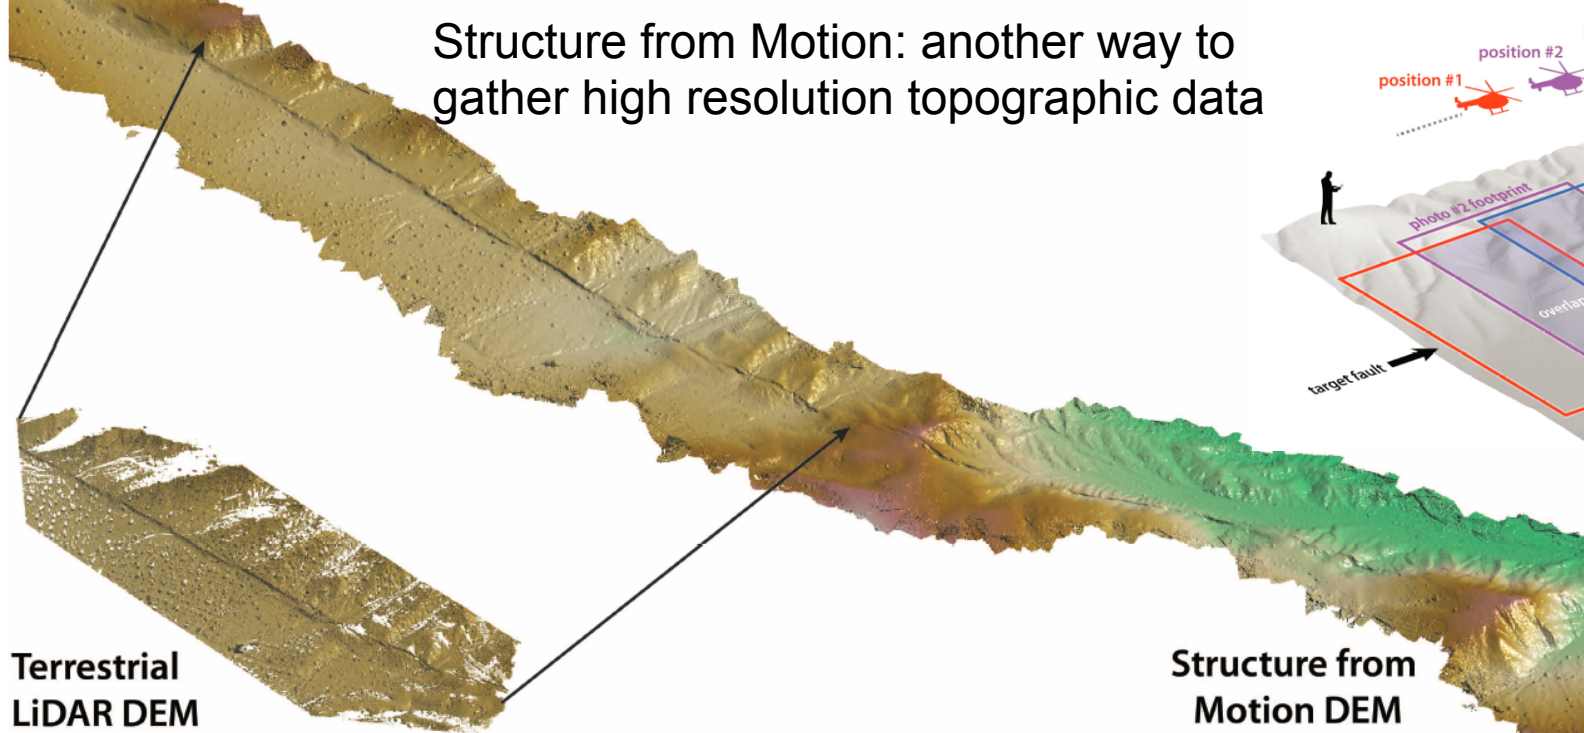 Structure from Motion: another way to
gather high resolution topographic data
position #2
position #1
photo #2 footprint
target fault
Terrestrial
LiDAR DEM
Structure from
Motion DEM